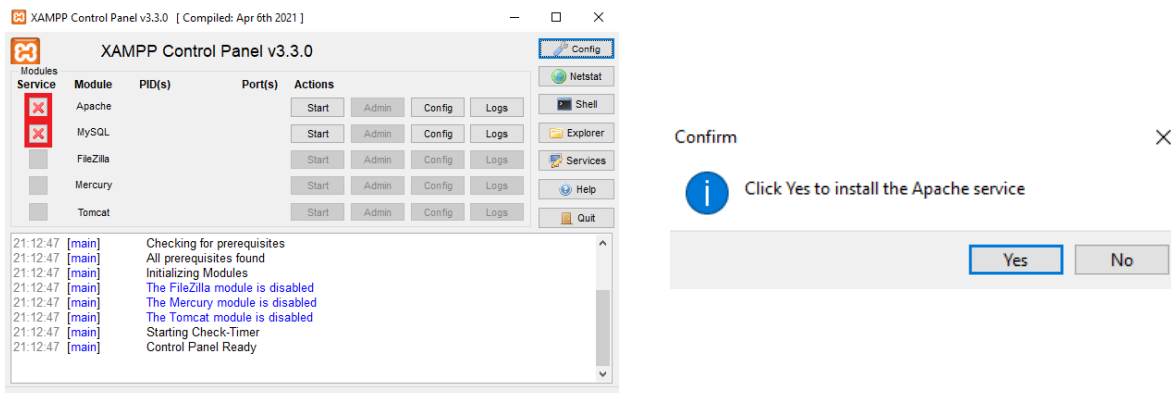 XAMPP Control Panel v3.3.0 [ Compiled: Apr 6th 2021 ]
XAMPP Control Panel v3.3.0
Config
Modules
Service Module PID(s) Port(s) Actions
Netstat
Apache Start Admin Config Logs
Shell
MySQL Start Admin Config Logs
Explorer
FileZilla Start Admin Config Logs
Services
Mercury Start Admin Config Logs
Help
Tomcat Start Admin Config Logs
Quit
21:12:47 [main] Checking for prerequisites
21:12:47 [main] All prerequisites found
21:12:47 [main] Initializing Modules
21:12:47 [main] The FileZilla module is disabled
21:12:47 [main] The Mercury module is disabled
21:12:47 [main] The Tomcat module is disabled
21:12:47 [main] Starting Check-Timer
21:12:47 [main] Control Panel Ready
Confirm
Click Yes to install the Apache service
Yes No